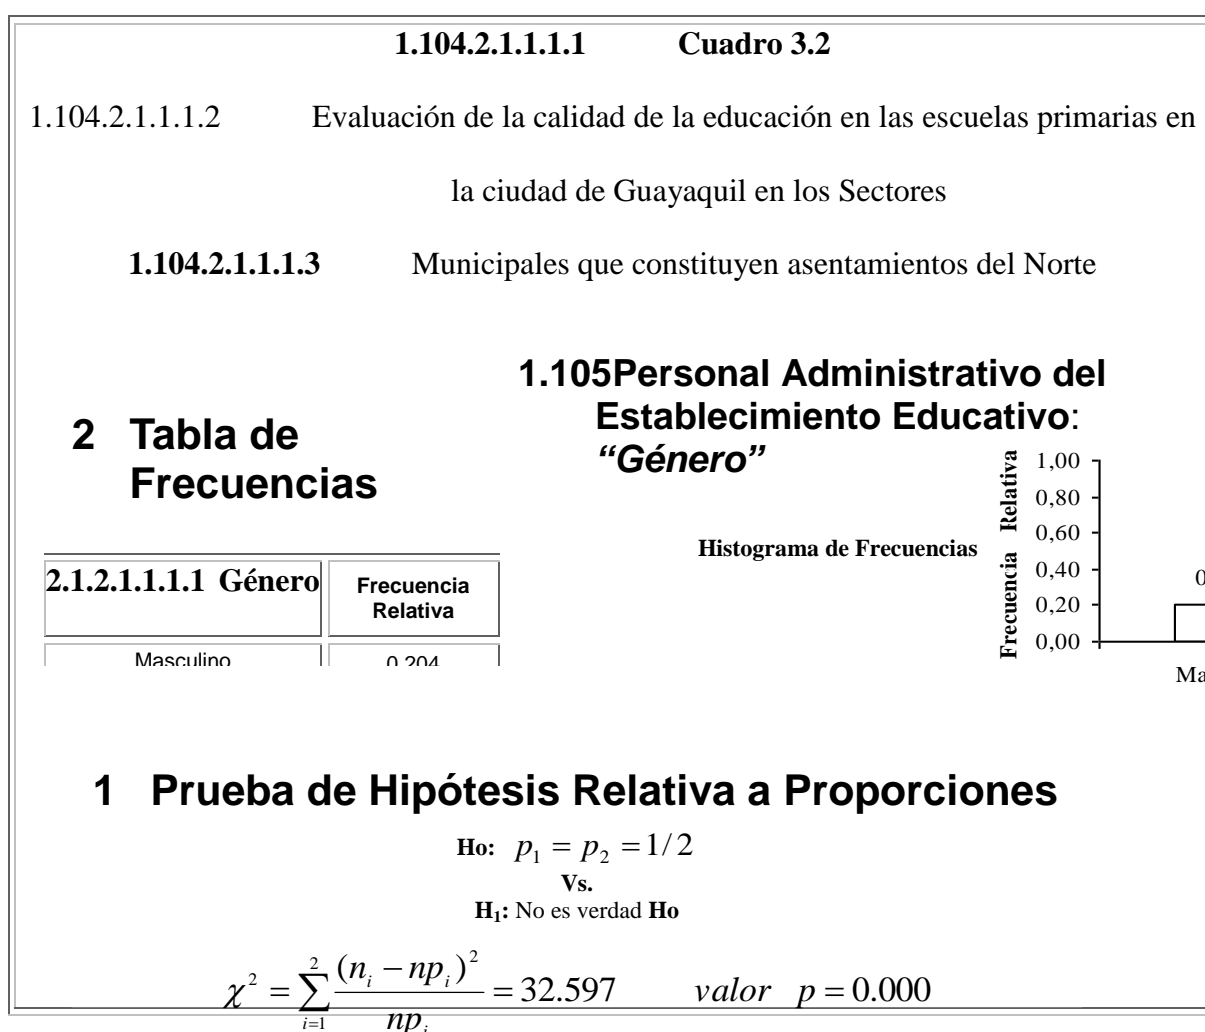 1.104.2.1.1.1.1 Cuadro 3.2
1.104.2.1.1.1.2 Evaluación de la calidad de la educación en las escuelas primarias en
la ciudad de Guayaquil en los Sectores
1.104.2.1.1.1.3 Municipales que constituyen asentamientos del Norte
1.105Personal Administrativo del
Establecimiento Educativo:
“Género”
2 Tabla de
Frecuencias
2.1.2.1.1.1.1 Género
Frecuencia
Relativa
Masculino
0.204
Histograma de Frecuencias
Frecuencia Relativa
1,00
0,80
0,60
0,40
0,20
0,00
0
Ma
1 Prueba de Hipótesis Relativa a Proporciones
Ho: p₁ = p₂ = 1/2
Vs.
H₁: No es verdad Ho
χ² = ∑ᵢ₌₁² (nᵢ − npᵢ)² / npᵢ = 32.597 valor p = 0.000